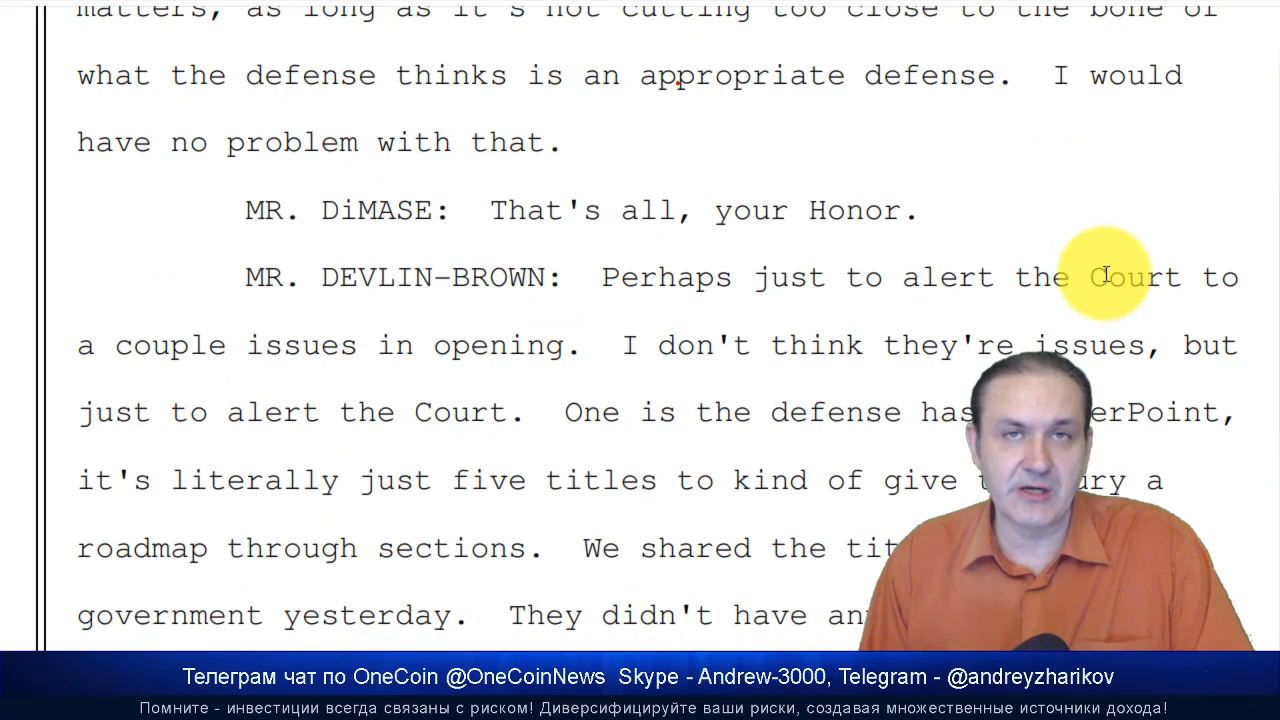 matters, as long as it's not cutting too close to the bone of
what the defense thinks is an appropriate defense. I would
have no problem with that.
MR. DiMASE: That's all, your Honor.
MR. DEVLIN-BROWN: Perhaps just to alert the Court to
a couple issues in opening. I don't think they're issues, but
just to alert the Court. One is the defense has
it's literally just five titles to kind of give a
roadmap through sections. We shared the
government yesterday. They didn't have
Телеграм чат по OneCoin @OneCoinNews Skype - Andrew-3000, Telegram - @andreyzharikov
Помните - инвестиции всегда связаны с риском! Диверсифицируйте ваши риски, создавая множественные источники дохода!